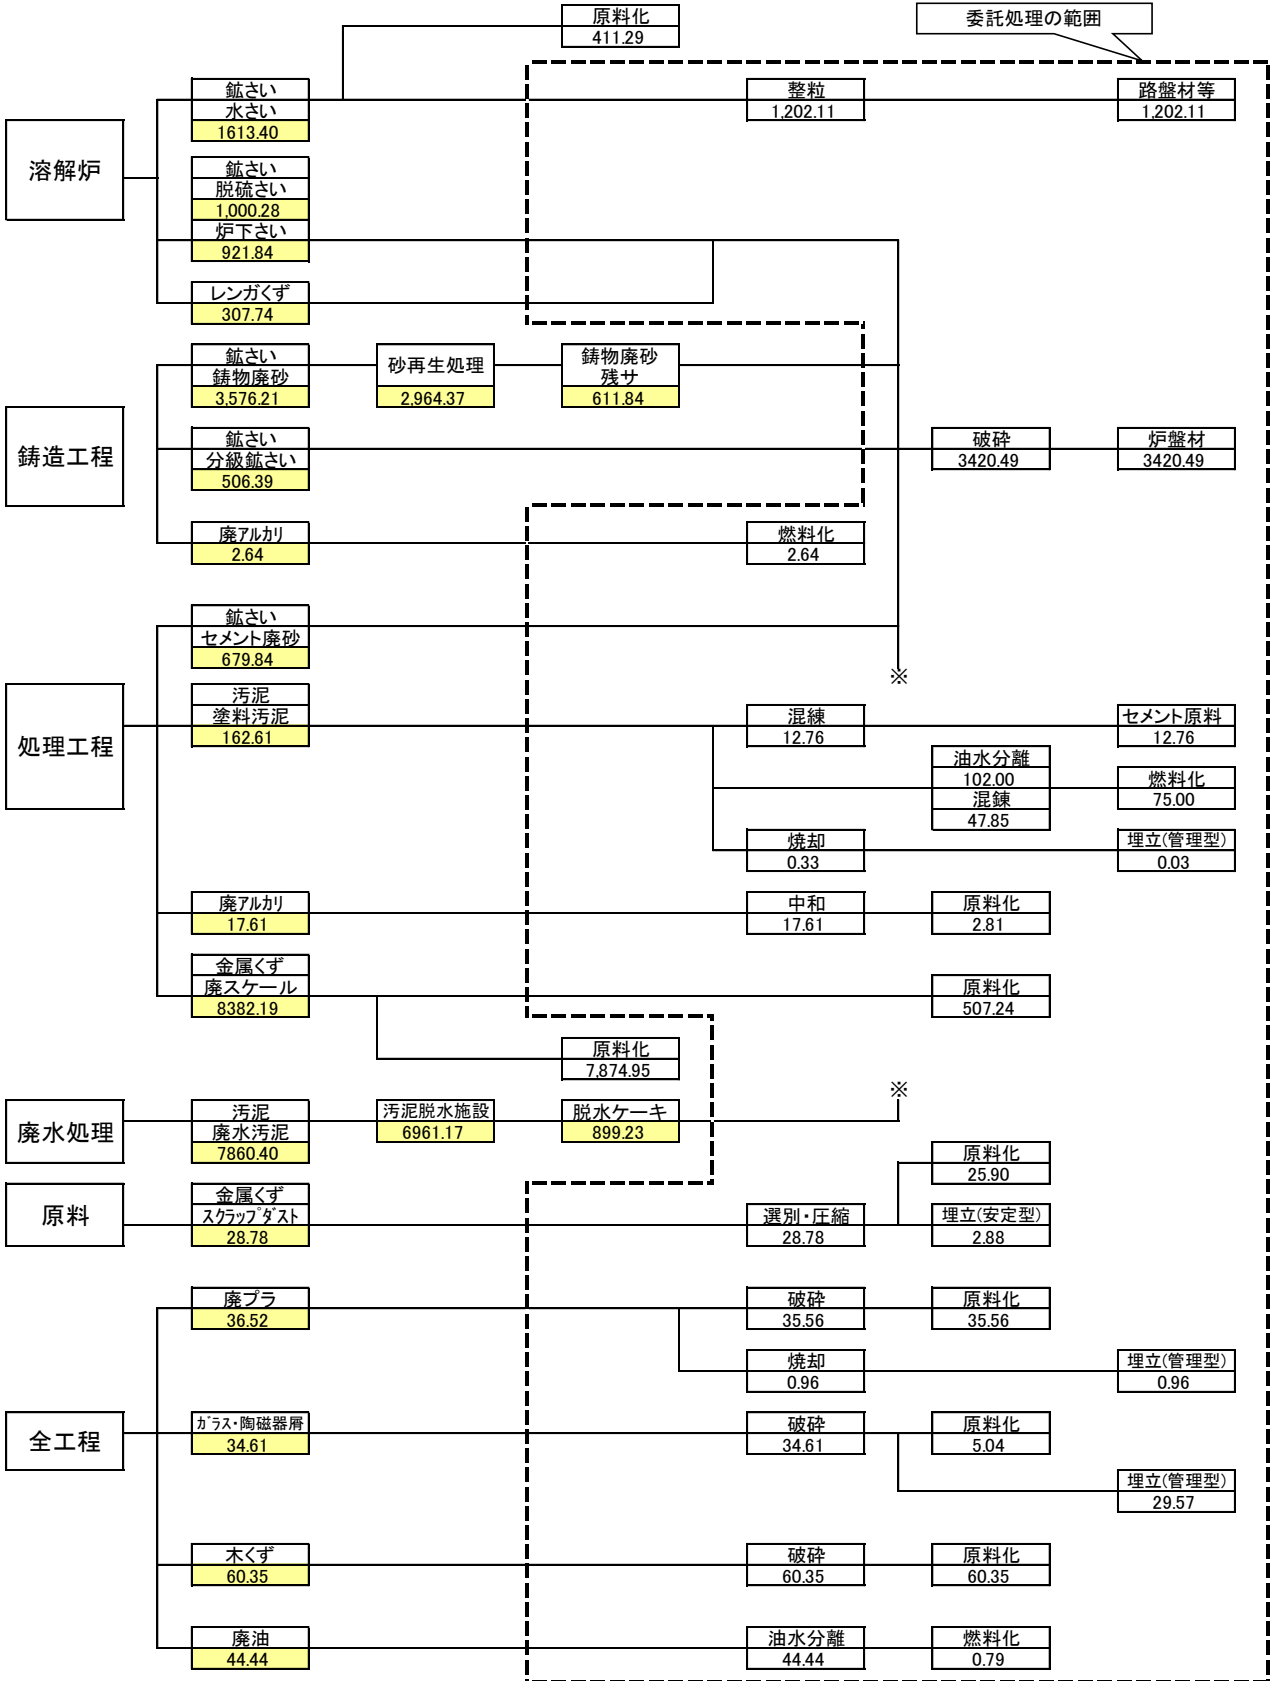 原料化
411.29
委託処理の範囲
溶解炉
鉱さい
水さい
1613.40
整粒
1,202.11
路盤材等
1,202.11
鉱さい
脱硫さい
1,000.28
炉下さい
921.84
レンガくず
307.74
鋳造工程
鉱さい
鋳物廃砂
3,576.21
砂再生処理
2,964.37
鋳物廃砂
残サ
611.84
鉱さい
分級鉱さい
506.39
破砕
3420.49
炉盤材
3420.49
廃アルカリ
2.64
燃料化
2.64
処理工程
鉱さい
セメント廃砂
679.84
※
汚泥
塗料汚泥
162.61
混練
12.76
セメント原料
12.76
油水分離
102.00
混錬
47.85
燃料化
75.00
焼却
0.33
埋立(管理型)
0.03
廃アルカリ
17.61
中和
17.61
原料化
2.81
金属くず
廃スケール
8382.19
原料化
507.24
原料化
7,874.95
廃水処理
汚泥
廃水汚泥
7860.40
汚泥脱水施設
6961.17
脱水ケーキ
899.23
※
原料
金属くず
スクラップダスト
28.78
選別・圧縮
28.78
原料化
25.90
埋立(安定型)
2.88
全工程
廃プラ
36.52
破砕
35.56
原料化
35.56
焼却
0.96
埋立(管理型)
0.96
ガラス・陶磁器屑
34.61
破砕
34.61
原料化
5.04
埋立(管理型)
29.57
木くず
60.35
破砕
60.35
原料化
60.35
廃油
44.44
油水分離
44.44
燃料化
0.79